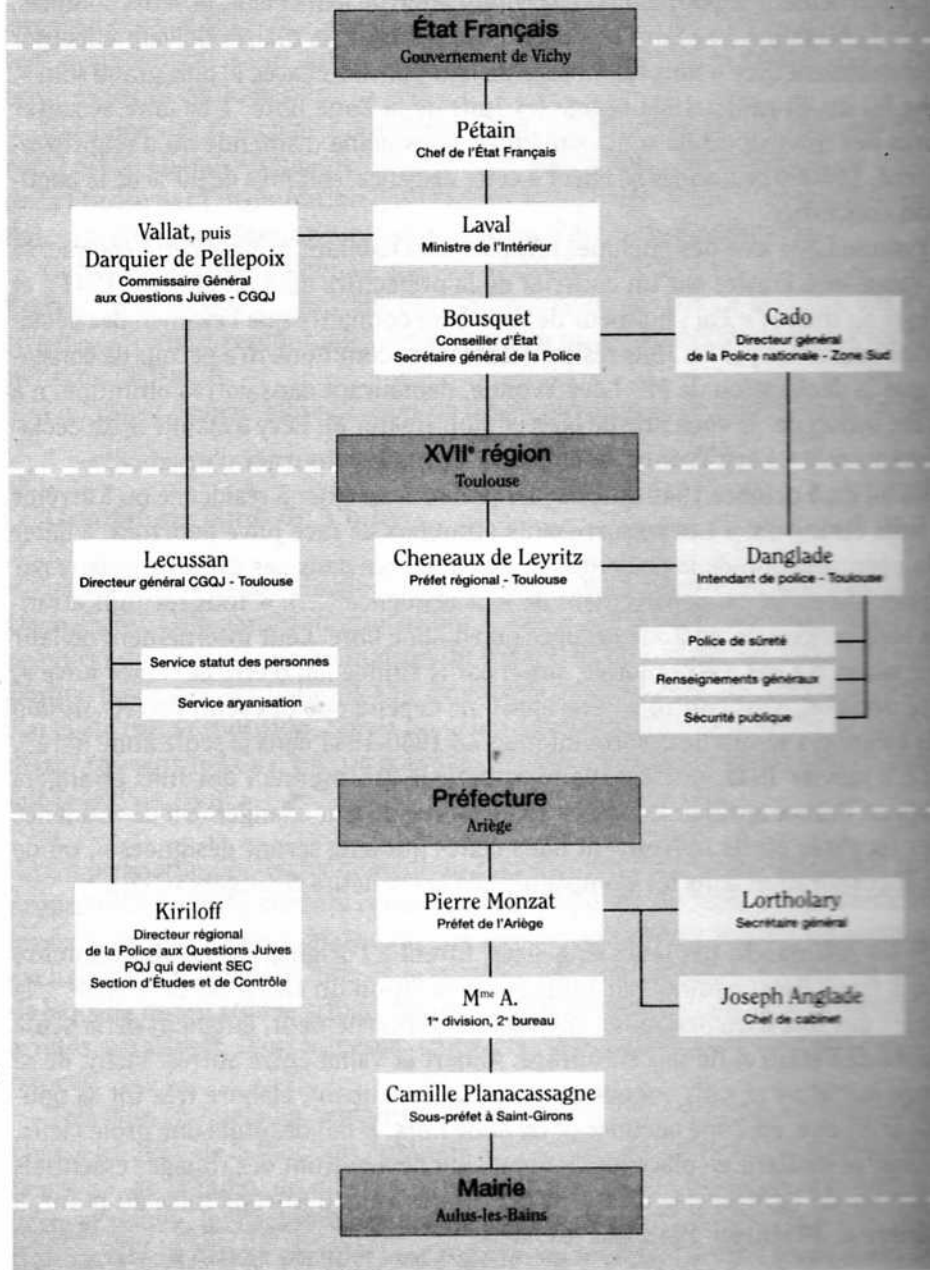 État Français
Gouvernement de Vichy
Pétain
Chef de l'État Français
Vallat, puis
Darquier de Pellepoix
Commissaire Général
aux Questions Juives - CGQJ
Laval
Ministre de l'Intérieur
Bousquet
Conseiller d'État
Secrétaire général de la Police
Cado
Directeur général
de la Police nationale - Zone Sud
XVIIe région
Toulouse
Lecussan
Directeur général CGQJ - Toulouse
Service statut des personnes
Service aryanisation
Cheneaux de Leyritz
Préfet régional - Toulouse
Danglade
Intendant de police - Toulouse
Police de sûreté
Renseignements généraux
Sécurité publique
Préfecture
Ariège
Kiriloff
Directeur régional
de la Police aux Questions Juives
PQJ qui devient SEC
Section d'Études et de Contrôle
Pierre Monzat
Préfet de l'Ariège
Lortholary
Secrétaire général
Joseph Anglade
Chef de cabinet
Mme A.
1re division, 2e bureau
Camille Planacassagne
Sous-préfet à Saint-Girons
Mairie
Aulus-les-Bains